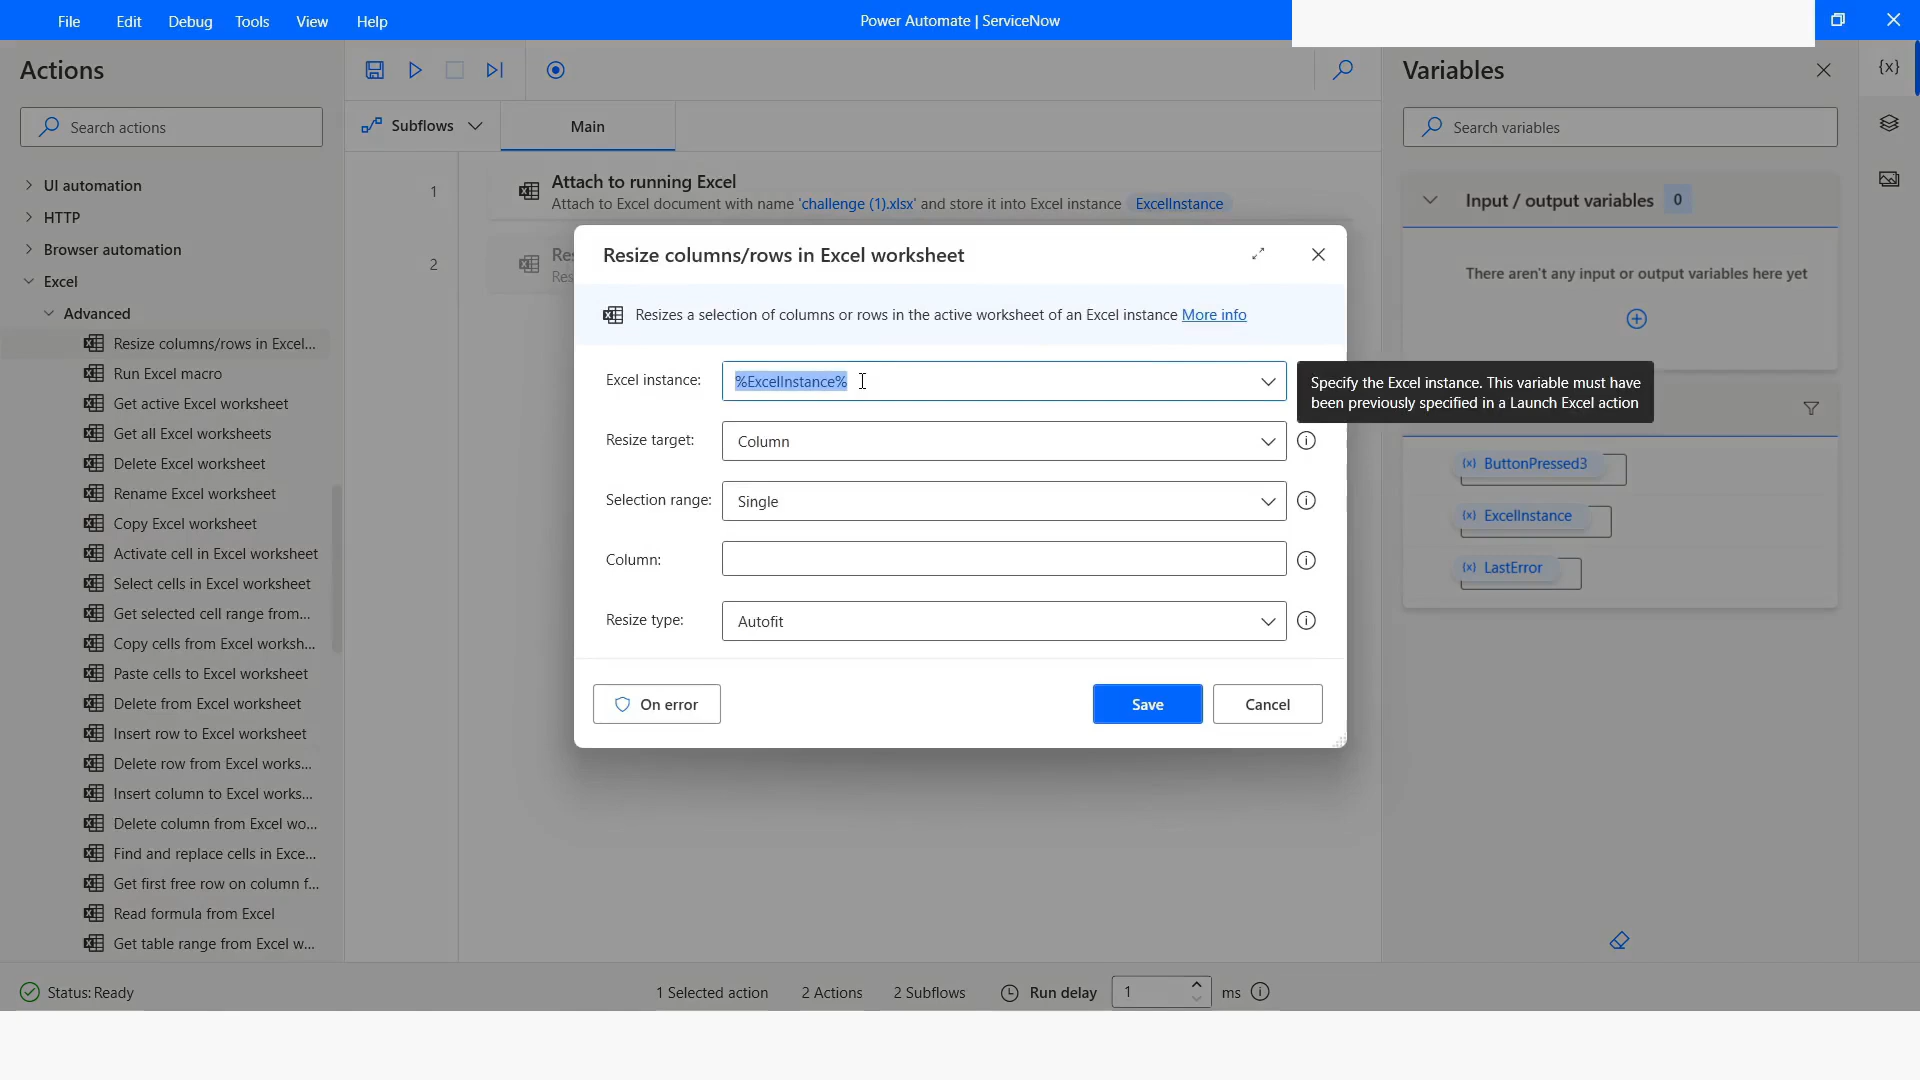 File Edit Debug Tools View Help
Power Automate | ServiceNow
Actions
Search actions
UI automation
HTTP
Browser automation
Excel
Advanced
Resize columns/rows in Excel...
Run Excel macro
Get active Excel worksheet
Get all Excel worksheets
Delete Excel worksheet
Rename Excel worksheet
Copy Excel worksheet
Activate cell in Excel worksheet
Select cells in Excel worksheet
Get selected cell range from...
Copy cells from Excel worksh...
Paste cells to Excel worksheet
Delete from Excel worksheet
Insert row to Excel worksheet
Delete row from Excel works...
Insert column to Excel works...
Delete column from Excel wo...
Find and replace cells in Exce...
Get first free row on column f...
Read formula from Excel
Get table range from Excel w...
Subflows
Main
1
Attach to running Excel
Attach to Excel document with name 'challenge (1).xlsx' and store it into Excel instance ExcelInstance
2
Res
Res
Resize columns/rows in Excel worksheet
Resizes a selection of columns or rows in the active worksheet of an Excel instance More info
Excel instance: %ExcelInstance%
Specify the Excel instance. This variable must have
been previously specified in a Launch Excel action
Resize target: Column
Selection range: Single
Column:
Resize type: Autofit
On error
Save
Cancel
Variables
{x}
Search variables
Input / output variables 0
There aren't any input or output variables here yet
(x) ButtonPressed3
(x) ExcelInstance
(x) LastError
Status: Ready
1 Selected action
2 Actions
2 Subflows
Run delay 1 ms